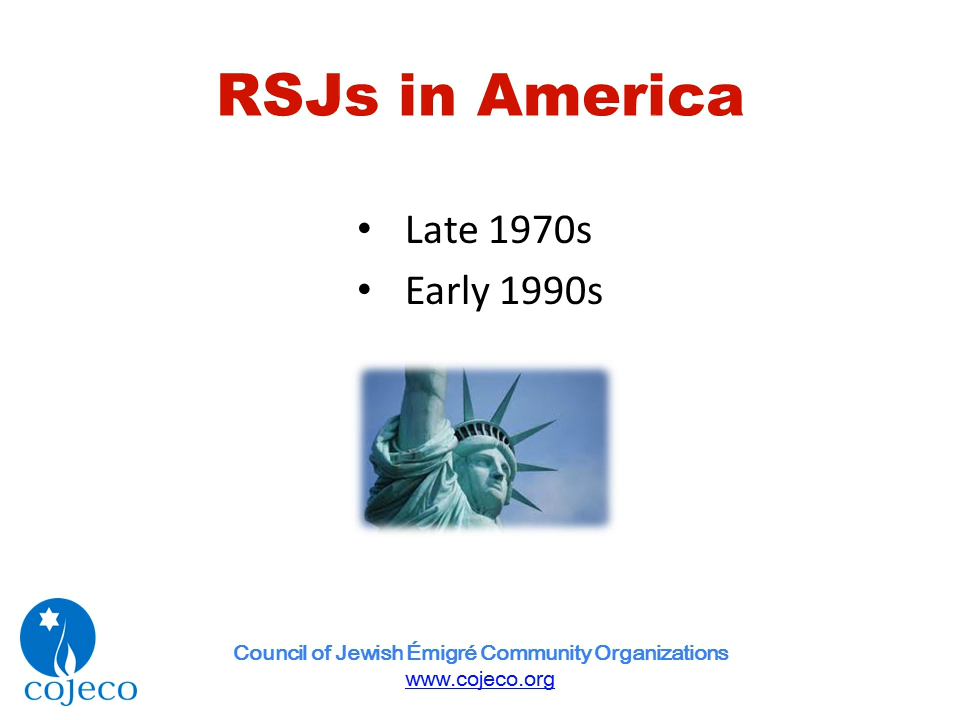 RSJs in America
• Late 1970s
• Early 1990s
cojeco
Council of Jewish Émigré Community Organizations
www.cojeco.org